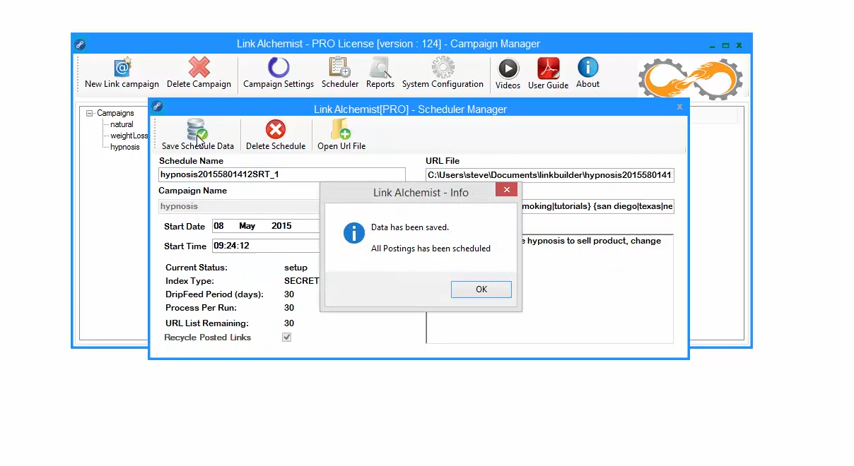 Link Alchemist - PRO License [version : 124] - Campaign Manager
New Link campaign
Delete Campaign
Campaign Settings
Scheduler
Reports
System Configuration
Videos
User Guide
About
Campaigns
natural
weightLoss
hypnosis
Link Alchemist[PRO] - Scheduler Manager
x
Save Schedule Data
Delete Schedule
Open Url File
Schedule Name
hypnosis20155801412SRT_1
Campaign Name
hypnosis
Start Date
08 May 2015
Start Time
09:24:12
Current Status: setup
Index Type: SECRET
DripFeed Period (days): 30
Process Per Run: 30
URL List Remaining: 30
Recycle Posted Links
URL File
C:\Users\steve\Documents\linkbuilder\hypnosis2015580141
moking|tutorials} {san diego|texas|ne
e hypnosis to sell product, change
Link Alchemist - Info
Data has been saved.
All Postings has been scheduled
OK